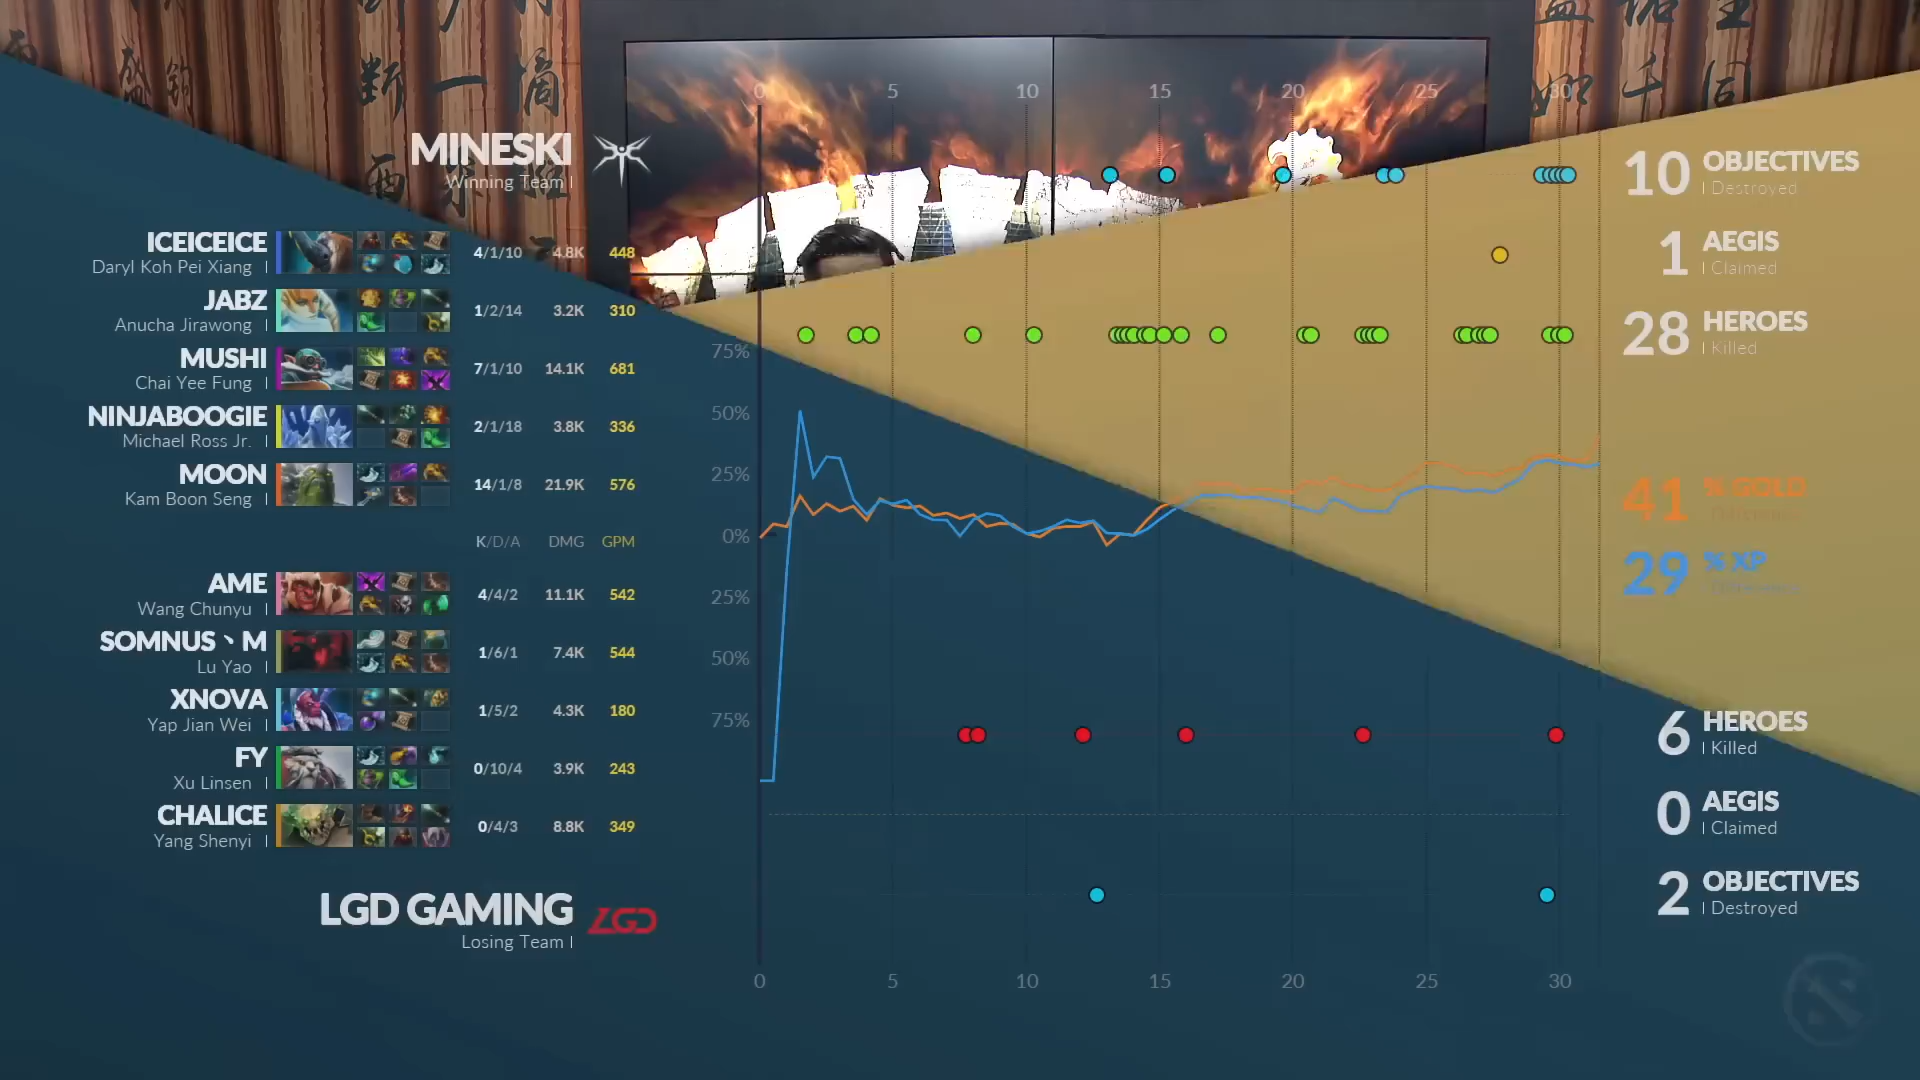 断 一 摘
0 5 10 15 20 25 30
MINESKI
Winning Team
10 OBJECTIVES
Destroyed
ICEICEICE
Daryl Koh Pei Xiang
4/1/10 4.8K 448
1 AEGIS
Claimed
JABZ
Anucha Jirawong
1/2/14 3.2K 310
28 HEROES
Killed
MUSHI
Chai Yee Fung
7/1/10 14.1K 681
NINJABOOGIE
Michael Ross Jr.
2/1/18 3.8K 336
MOON
Kam Boon Seng
14/1/8 21.9K 576
75%
50%
25%
0%
25%
50%
75%
41 % GOLD
29 % XP
K/D/A DMG GPM
AME
Wang Chunyu
4/4/2 11.1K 542
SOMNUS丶M
Lu Yao
1/6/1 7.4K 544
XNOVA
Yap Jian Wei
1/5/2 4.3K 180
6 HEROES
Killed
FY
Xu Linsen
0/10/4 3.9K 243
0 AEGIS
Claimed
CHALICE
Yang Shenyi
0/4/3 8.8K 349
2 OBJECTIVES
Destroyed
LGD GAMING
Losing Team
LGD
0 5 10 15 20 25 30